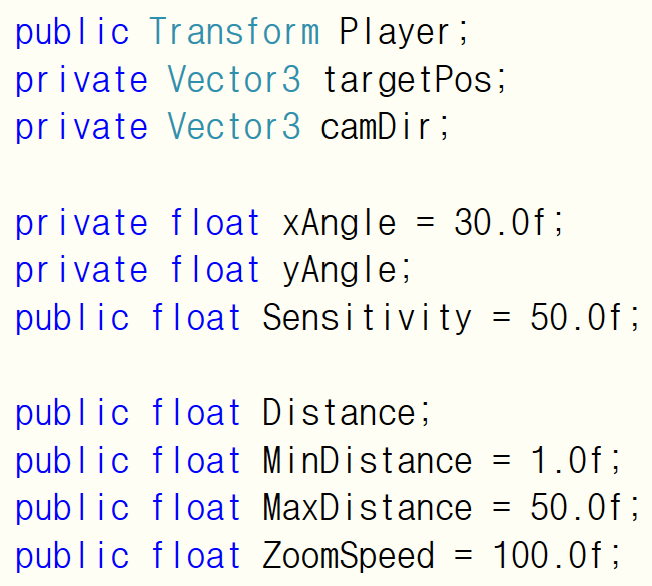 public Transform Player;
private Vector3 targetPos;
private Vector3 camDir;
private float xAngle = 30.0f;
private float yAngle;
public float Sensitivity = 50.0f;
public float Distance;
public float MinDistance = 1.0f;
public float MaxDistance = 50.0f;
public float ZoomSpeed = 100.0f;